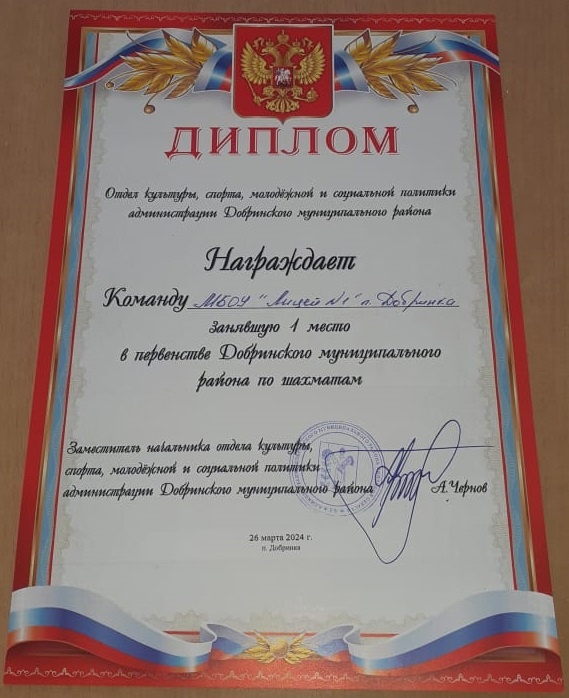 ДИПЛОМ
Отдел культуры, спорта, молодёжной и социальной политики
администрации Добринского муниципального района
Награждает
Команду МБОУ "Лицей №1" п. Добринка
занявшую 1 место
в первенстве Добринского муниципального
района по шахматам
Заместитель начальника отдела культуры,
спорта, молодёжной и социальной политики
администрации Добринского муниципального района А.Чернов
26 марта 2024 г.
п. Добринка